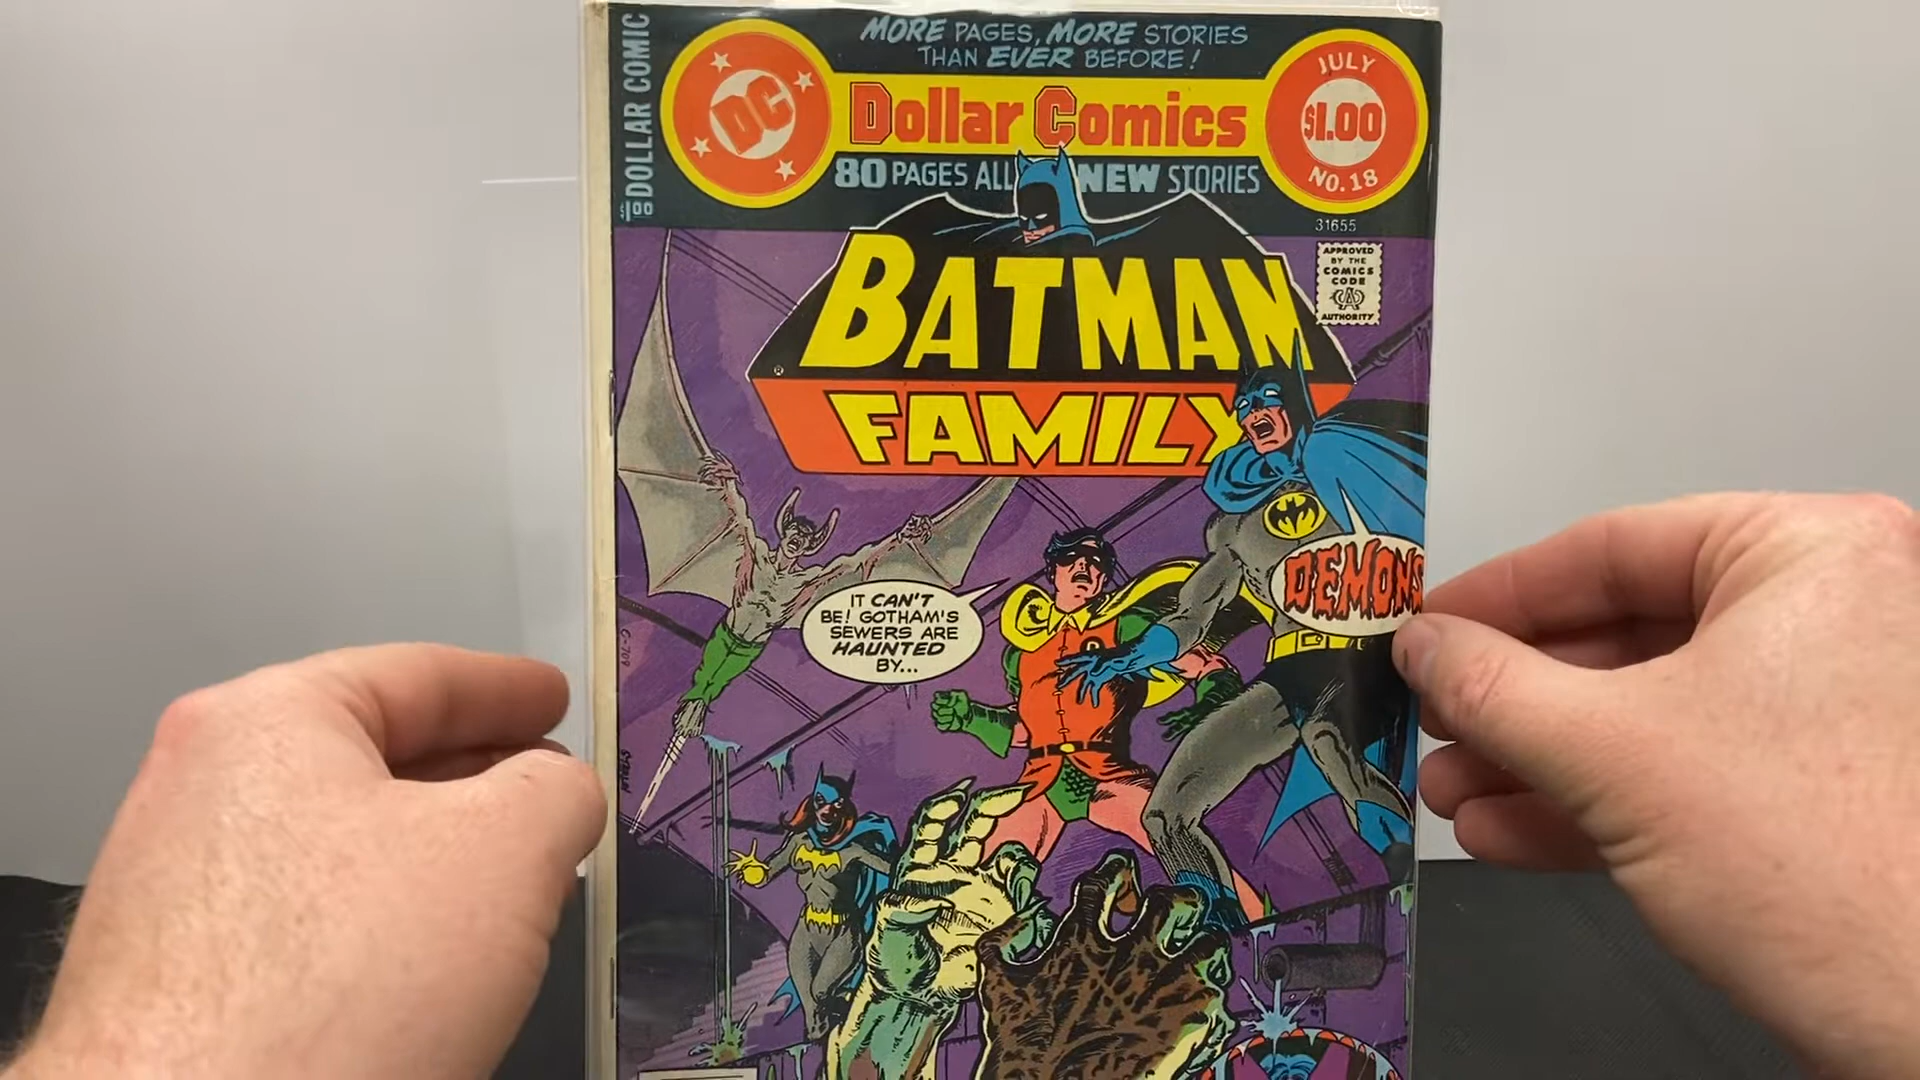 DOLLAR COMIC
$1.00
MORE PAGES, MORE STORIES
THAN EVER BEFORE!
DC
Dollar Comics
JULY
$1.00
NO.18
80 PAGES ALL NEW STORIES
31655
APPROVED
BY THE
COMICS
CODE
AUTHORITY
BATMAN
FAMILY
®
DEMONS
IT CAN'T
BE! GOTHAM'S
SEWERS ARE
HAUNTED
BY...
R
C-709